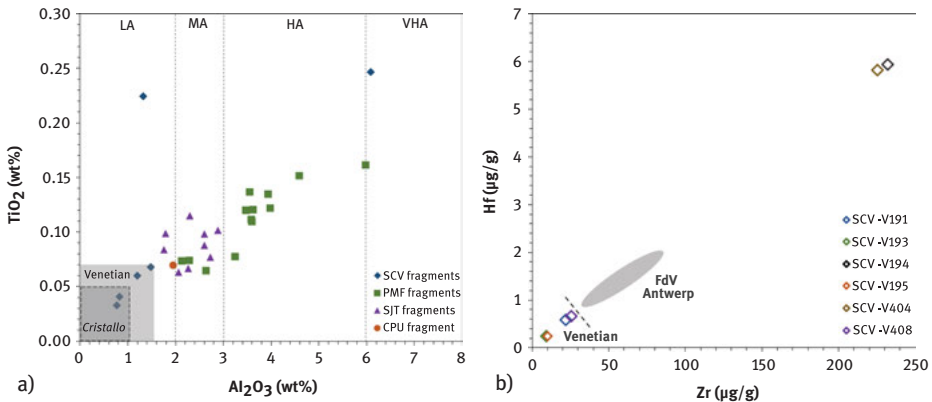 LA MA HA VHA
0.30
0.25
0.20
0.15
0.10
0.05
0.00
TiO₂ (wt%)
Venetian
Cristallo
SCV fragments
PMF fragments
SJT fragments
CPU fragment
0 1 2 3 4 5 6 7 8
Al₂O₃ (wt%)
a)
7
6
5
4
3
2
1
0
Hf (µg/g)
FdV
Antwerp
Venetian
SCV-V191
SCV-V193
SCV-V194
SCV-V195
SCV-V404
SCV-V408
0 50 100 150 200 250
Zr (µg/g)
b)